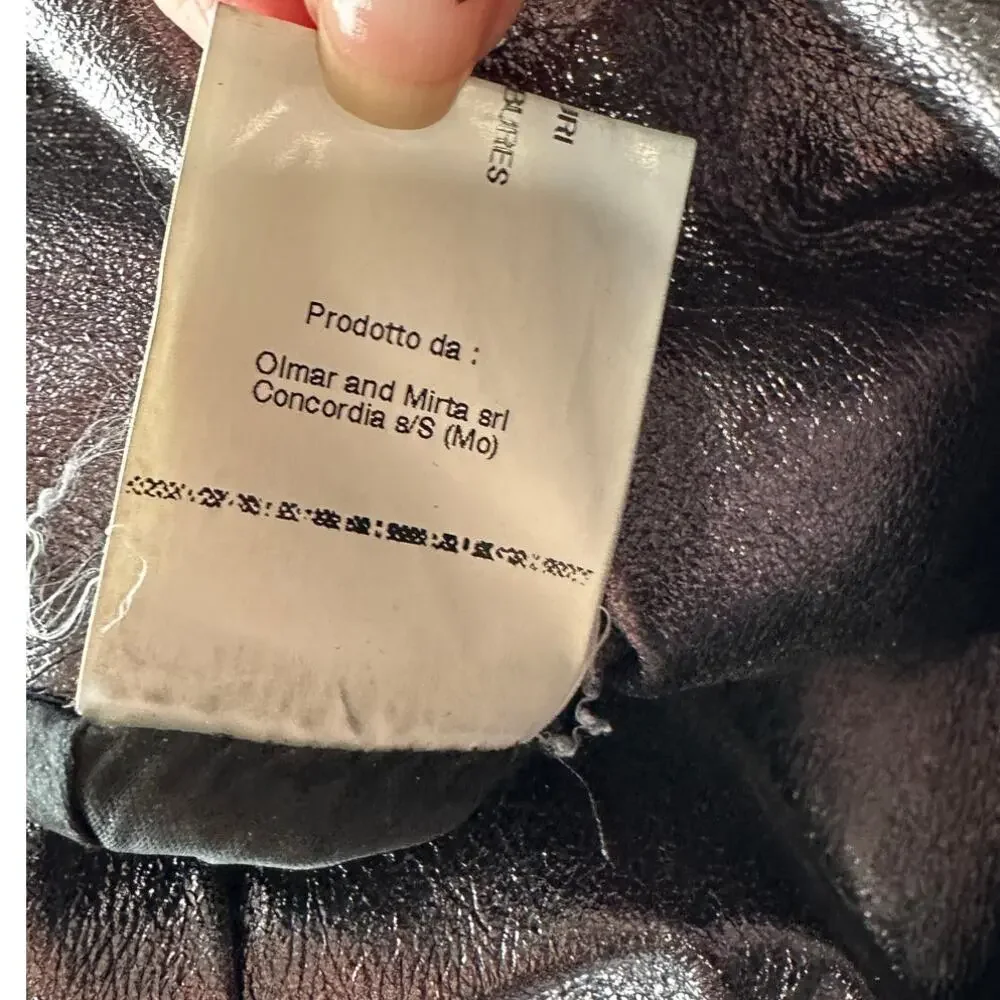 Prodotto da :
Olmar and Mirta srl
Concordia s/S (Mo)